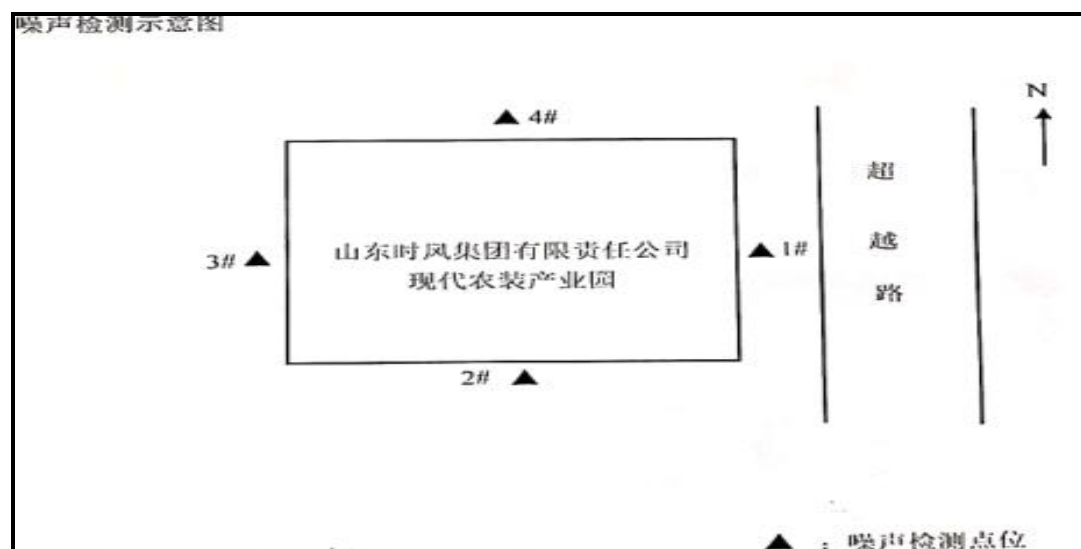 噪声检测示意图
N
▲ 4#
超
越
路
山东时风集团有限责任公司
现代农装产业园
3# ▲
▲ 1#
2# ▲
▲ : 噪声检测点位